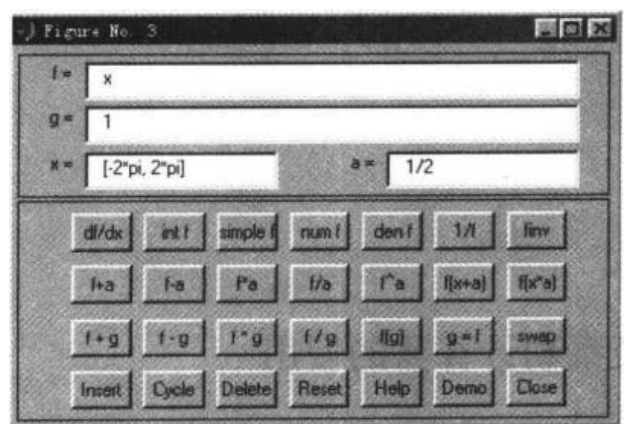 Figure No. 3
f = x
g = 1
x = [-2*pi, 2*pi] a = 1/2
df/dx int f simple f num f den f 1/f finv
f+a f-a f*a f/a f^a f(x+a) f(x*a)
f + g f - g f * g f / g f(g) g = f swap
Insert Cycle Delete Reset Help Demo Close